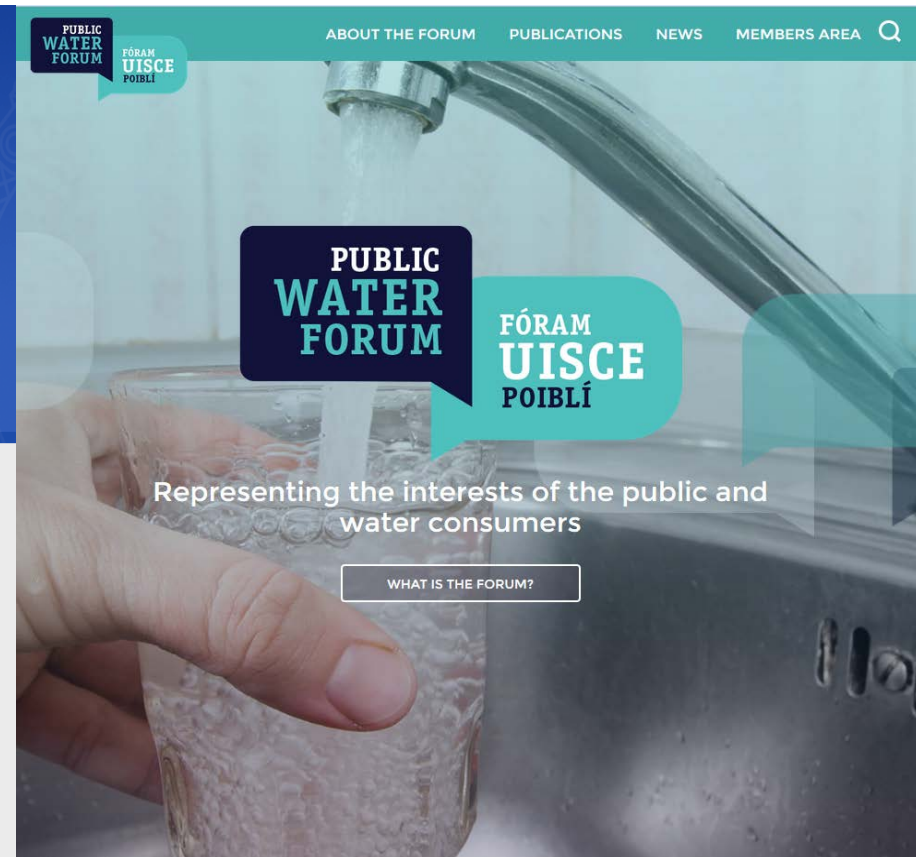 PUBLIC
WATER
FORUM
FÓRAM
UISCE
POIBLÍ
ABOUT THE FORUM PUBLICATIONS NEWS MEMBERS AREA
PUBLIC
WATER
FORUM
FÓRAM
UISCE
POIBLÍ
Representing the interests of the public and
water consumers
WHAT IS THE FORUM?